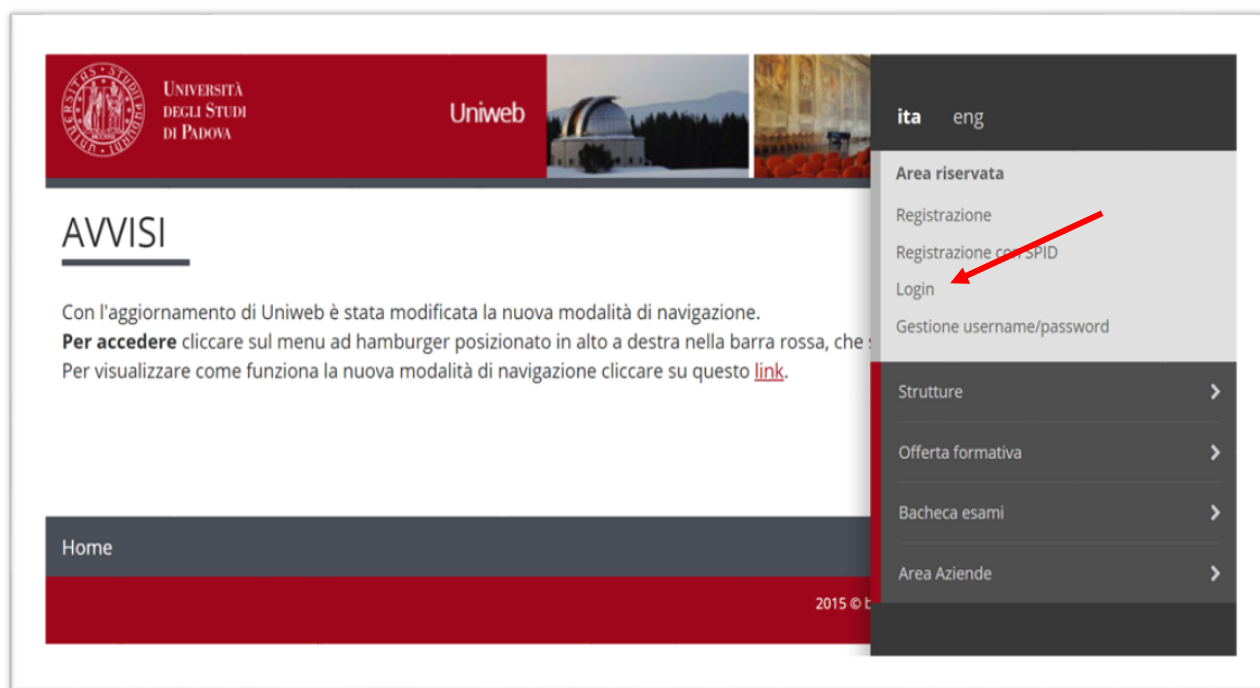 UNIVERSITÀ
DEGLI STUDI
DI PADOVA
Uniweb
ita eng
Area riservata
Registrazione
Registrazione con SPID
Login
Gestione username/password
Strutture
Offerta formativa
Bacheca esami
Area Aziende
AVVISI
Con l'aggiornamento di Uniweb è stata modificata la nuova modalità di navigazione.
Per accedere cliccare sul menu ad hamburger posizionato in alto a destra nella barra rossa, che
Per visualizzare come funziona la nuova modalità di navigazione cliccare su questo link.
Home
2015 ©